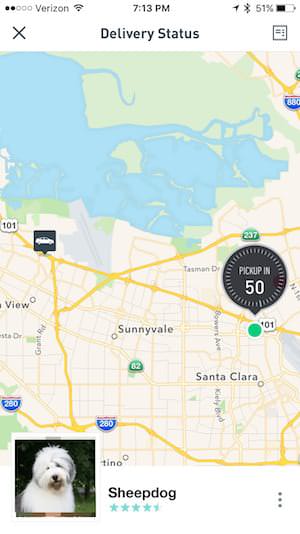 Verizon 7:13 PM 51%
Delivery Status
880
101
237
PICKUP IN
50
Tasman Dr
101
View
Grant Rd
Sunnyvale
Bowers Ave
82
Santa Clara
Kiely Blvd
280
280
Sheepdog